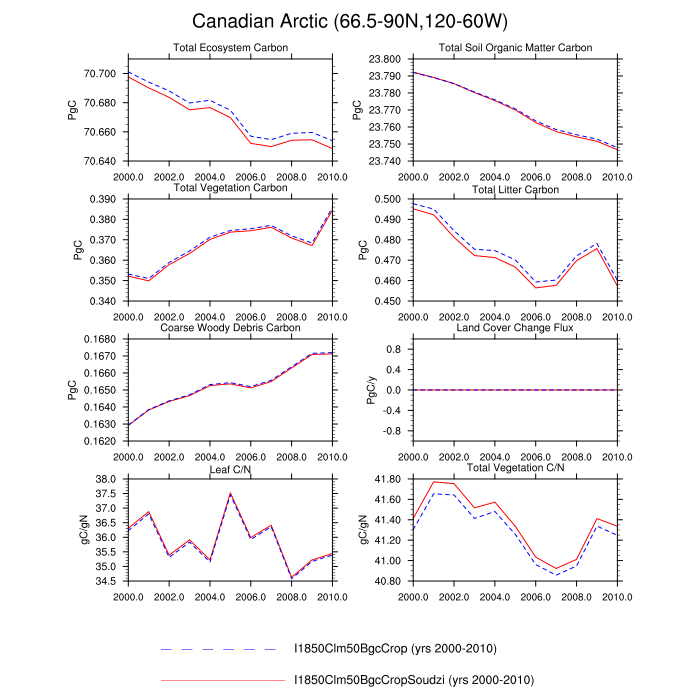 Canadian Arctic (66.5-90N,120-60W)
Total Ecosystem Carbon
PgC
70.700
70.680
70.660
70.640
2000.0 2002.0 2004.0 2006.0 2008.0 2010.0
Total Soil Organic Matter Carbon
PgC
23.800
23.790
23.780
23.770
23.760
23.750
23.740
2000.0 2002.0 2004.0 2006.0 2008.0 2010.0
Total Vegetation Carbon
PgC
0.390
0.380
0.370
0.360
0.350
0.340
2000.0 2002.0 2004.0 2006.0 2008.0 2010.0
Total Litter Carbon
PgC
0.500
0.490
0.480
0.470
0.460
0.450
2000.0 2002.0 2004.0 2006.0 2008.0 2010.0
Coarse Woody Debris Carbon
PgC
0.1680
0.1670
0.1660
0.1650
0.1640
0.1630
0.1620
2000.0 2002.0 2004.0 2006.0 2008.0 2010.0
Land Cover Change Flux
PgC/y
0.8
0.4
0.0
-0.4
-0.8
2000.0 2002.0 2004.0 2006.0 2008.0 2010.0
Leaf C/N
gC/gN
38.0
37.5
37.0
36.5
36.0
35.5
35.0
34.5
2000.0 2002.0 2004.0 2006.0 2008.0 2010.0
Total Vegetation C/N
gC/gN
41.80
41.60
41.40
41.20
41.00
40.80
2000.0 2002.0 2004.0 2006.0 2008.0 2010.0
I1850Clm50BgcCrop (yrs 2000-2010)
I1850Clm50BgcCropSoudzi (yrs 2000-2010)